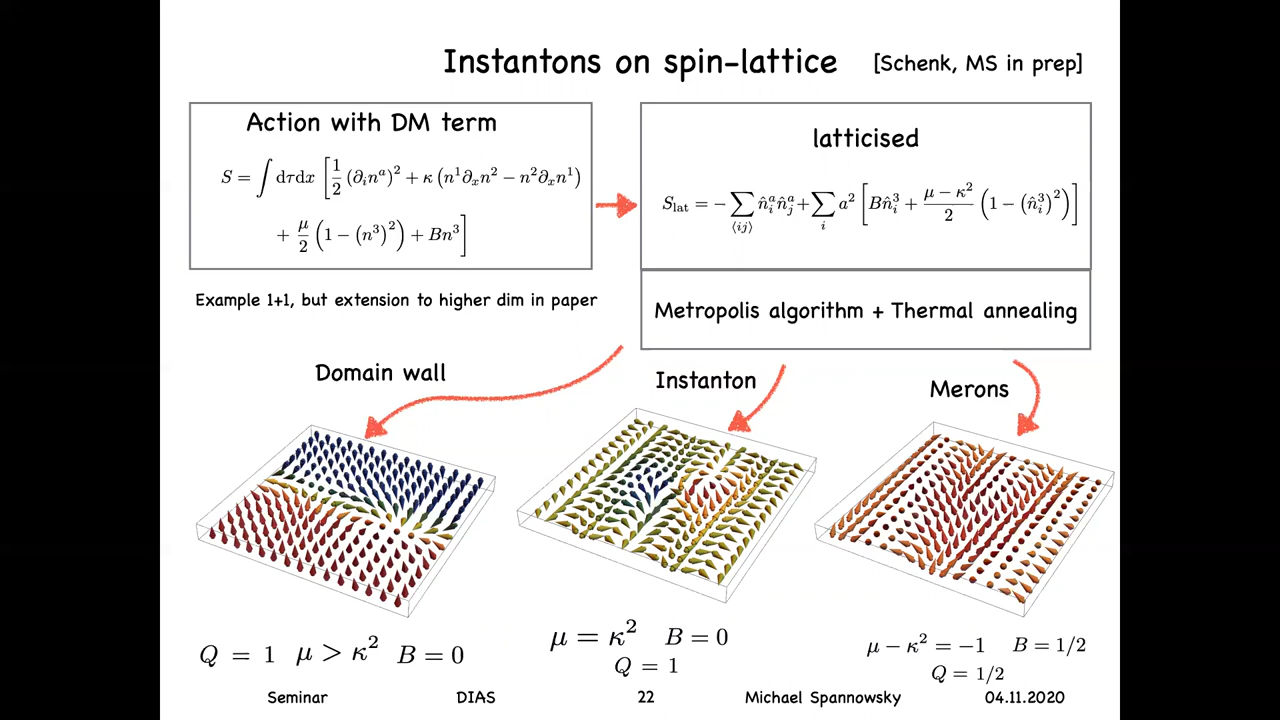 Instantons on spin-lattice [Schenk, MS in prep]
Action with DM term
S = ∫ dτdx [ 1/2 (∂ᵢnᵃ)² + κ (n¹∂ₓn² − n²∂ₓn¹)
+ μ/2 (1 − (n³)²) + Bn³ ]
latticised
S_lat = − ∑_⟨ij⟩ n̂ᵢᵃn̂ⱼᵃ + ∑ᵢ a² [ Bn̂ᵢ³ + (μ − κ²)/2 (1 − (n̂ᵢ³)²) ]
Example 1+1, but extension to higher dim in paper
Metropolis algorithm + Thermal annealing
Domain wall
Instanton
Merons
Q = 1 μ > κ² B = 0
μ = κ² B = 0
Q = 1
μ − κ² = −1 B = 1/2
Q = 1/2
Seminar DIAS 22 Michael Spannowsky 04.11.2020